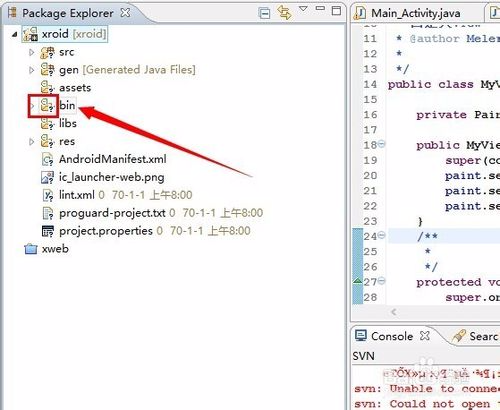 Package Explorer
xroid [xroid]
src
gen [Generated Java Files]
assets
bin
libs
res
AndroidManifest.xml
ic_launcher-web.png
lint.xml 0 70-1-1 上午8:00
proguard-project.txt 0 70-1-1 上午8:00
project.properties 0 70-1-1 上午8:00
xweb
Main_Activity.java
* @author Meler
*
*/
14 public class MyV
15
16 private Pain
17
18 public MyVie
19 super(co
20 paint.se
21 paint.se
22 paint.se
23 }
24 /**
25 *
26 */
27 protected vo
28 super.on
Console
Searc
SVN
svn: Unable to conne
svn: Could not open